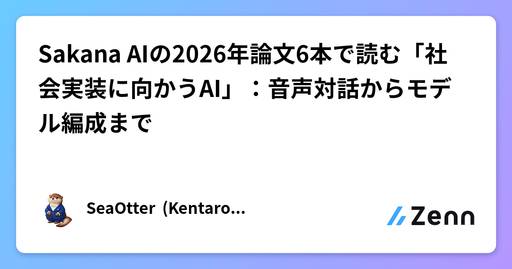 Sakana AIの2026年論文6本で読む「社
会実装に向かうAI」：音声対話からモデ
ル編成まで
SeaOtter (Kentaro...
Zenn